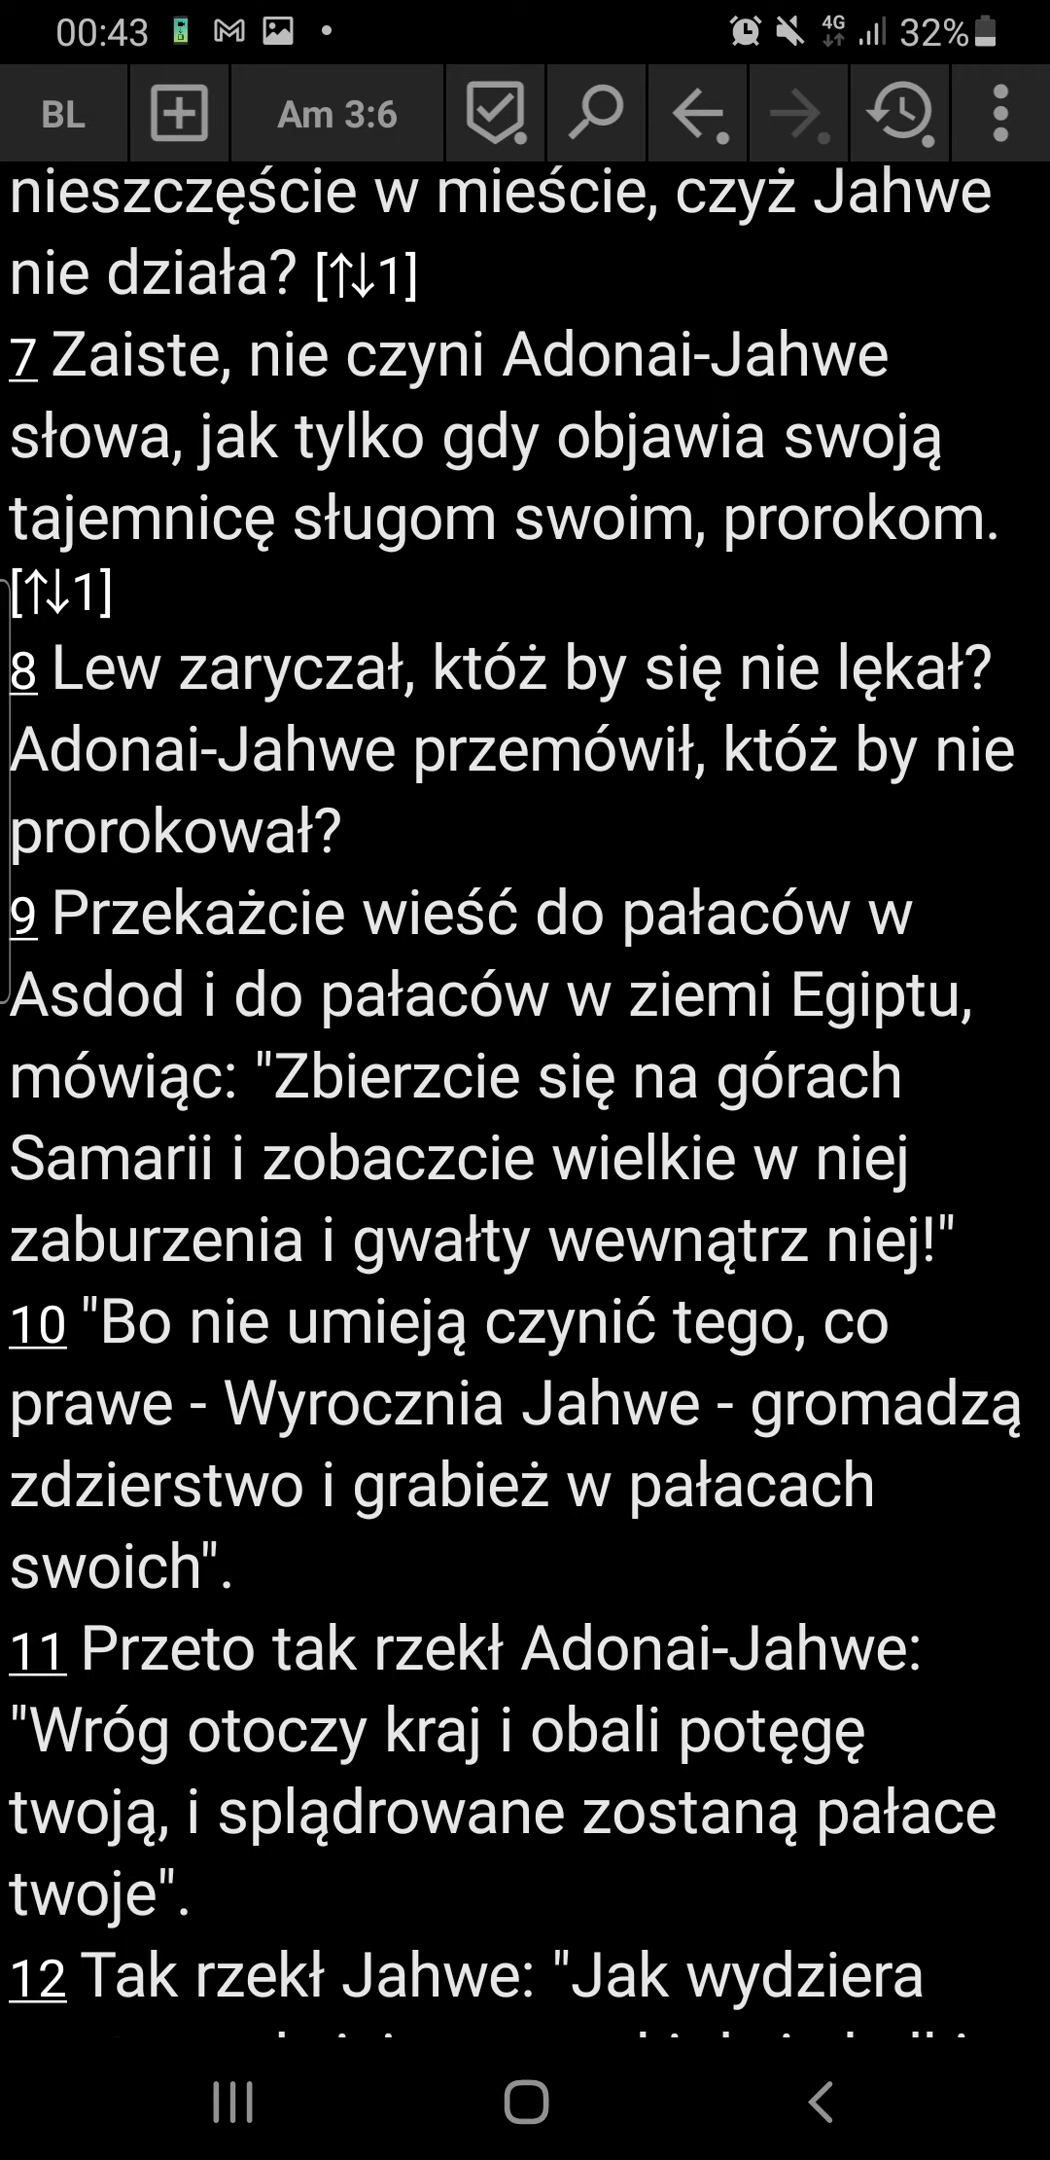 00:43 4G 32%
BL Am 3:6
nieszczęście w mieście, czyż Jahwe
nie działa? [↑↓1]
7 Zaiste, nie czyni Adonai-Jahwe
słowa, jak tylko gdy objawia swoją
tajemnicę sługom swoim, prorokom.
[↑↓1]
8 Lew zaryczał, któż by się nie lękał?
Adonai-Jahwe przemówił, któż by nie
prorokował?
9 Przekażcie wieść do pałaców w
Asdod i do pałaców w ziemi Egiptu,
mówiąc: "Zbierzcie się na górach
Samarii i zobaczcie wielkie w niej
zaburzenia i gwałty wewnątrz niej!"
10 "Bo nie umieją czynić tego, co
prawe - Wyrocznia Jahwe - gromadzą
zdzierstwo i grabież w pałacach
swoich".
11 Przeto tak rzekł Adonai-Jahwe:
"Wróg otoczy kraj i obali potęgę
twoją, i splądrowane zostaną pałace
twoje".
12 Tak rzekł Jahwe: "Jak wydziera